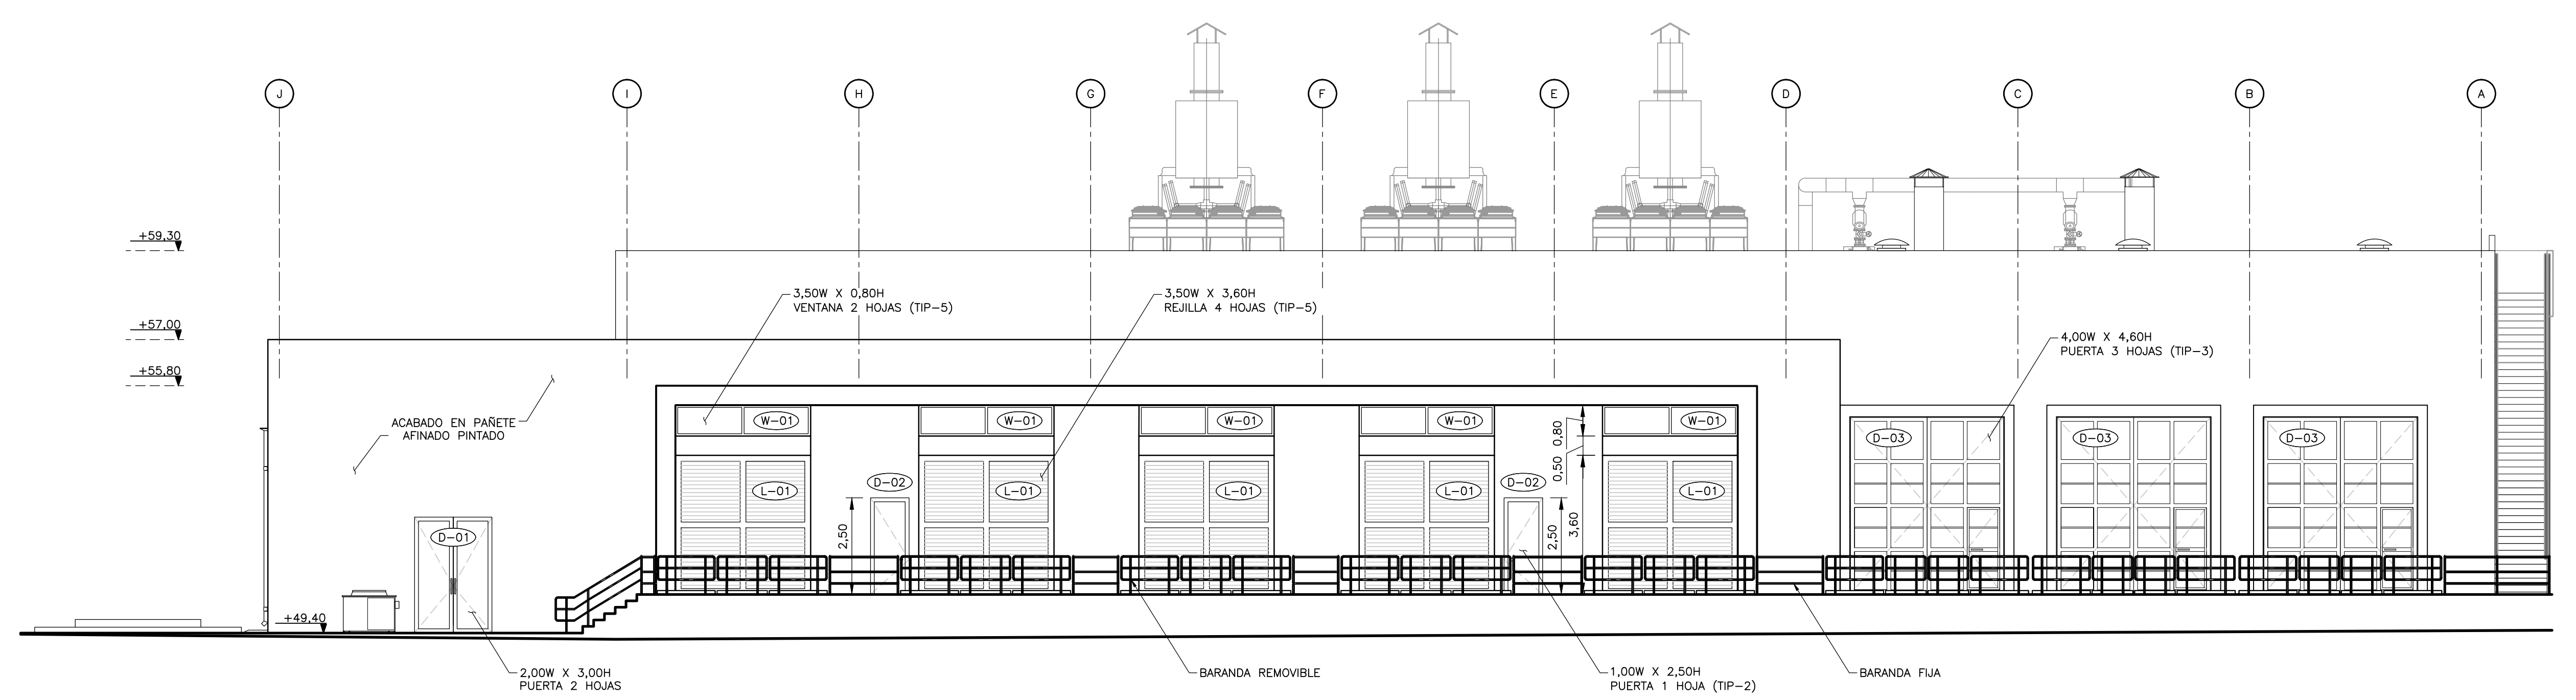 J
I
H
G
F
E
D
C
B
A
+59,30
3,50W X 0,80H
VENTANA 2 HOJAS (TIP-5)
3,50W X 3,60H
REJILLA 4 HOJAS (TIP-5)
+57,00
4,00W X 4,60H
PUERTA 3 HOJAS (TIP-3)
+55,80
ACABADO EN PAÑETE
AFINADO PINTADO
W-01
W-01
W-01
W-01
W-01
0,80
0,50
D-03
D-03
D-03
D-02
D-02
L-01
L-01
L-01
L-01
L-01
D-01
2,50
2,50
3,60
+49,40
2,00W X 3,00H
PUERTA 2 HOJAS
BARANDA REMOVIBLE
1,00W X 2,50H
PUERTA 1 HOJA (TIP-2)
BARANDA FIJA